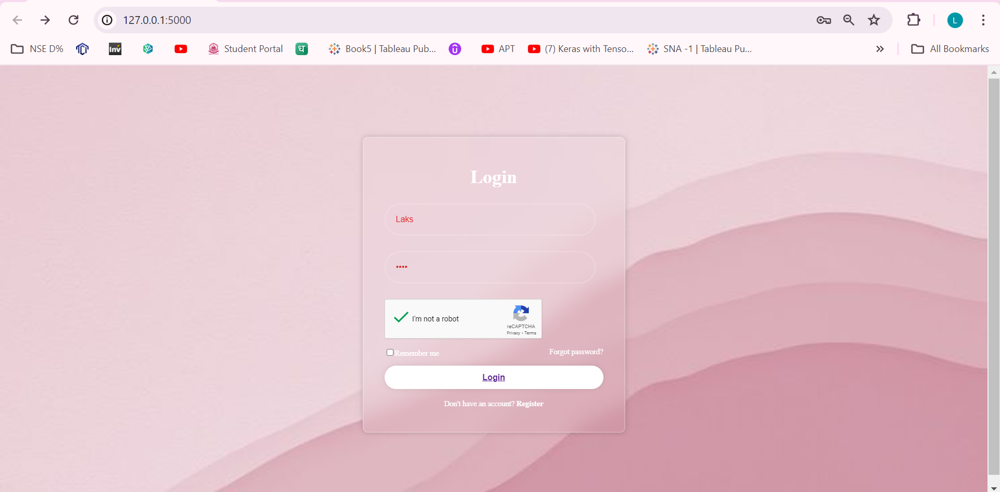 127.0.0.1:5000
NSE D% Inv Student Portal ध Book5 | Tableau Pub... APT (7) Keras with Tenso... SNA -1 | Tableau Pu... All Bookmarks
L
Login
Laks
••••
I'm not a robot
reCAPTCHA
Privacy - Terms
Remember me Forgot password?
Login
Don't have an account? Register